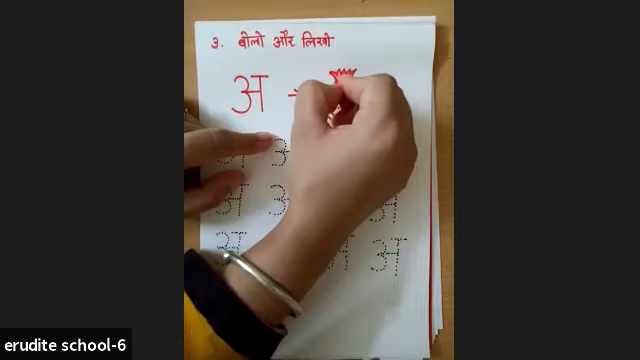 ३. बोलो और लिखो
अ →
अ अ
अ अ अ
अ अ अ
erudite school-6